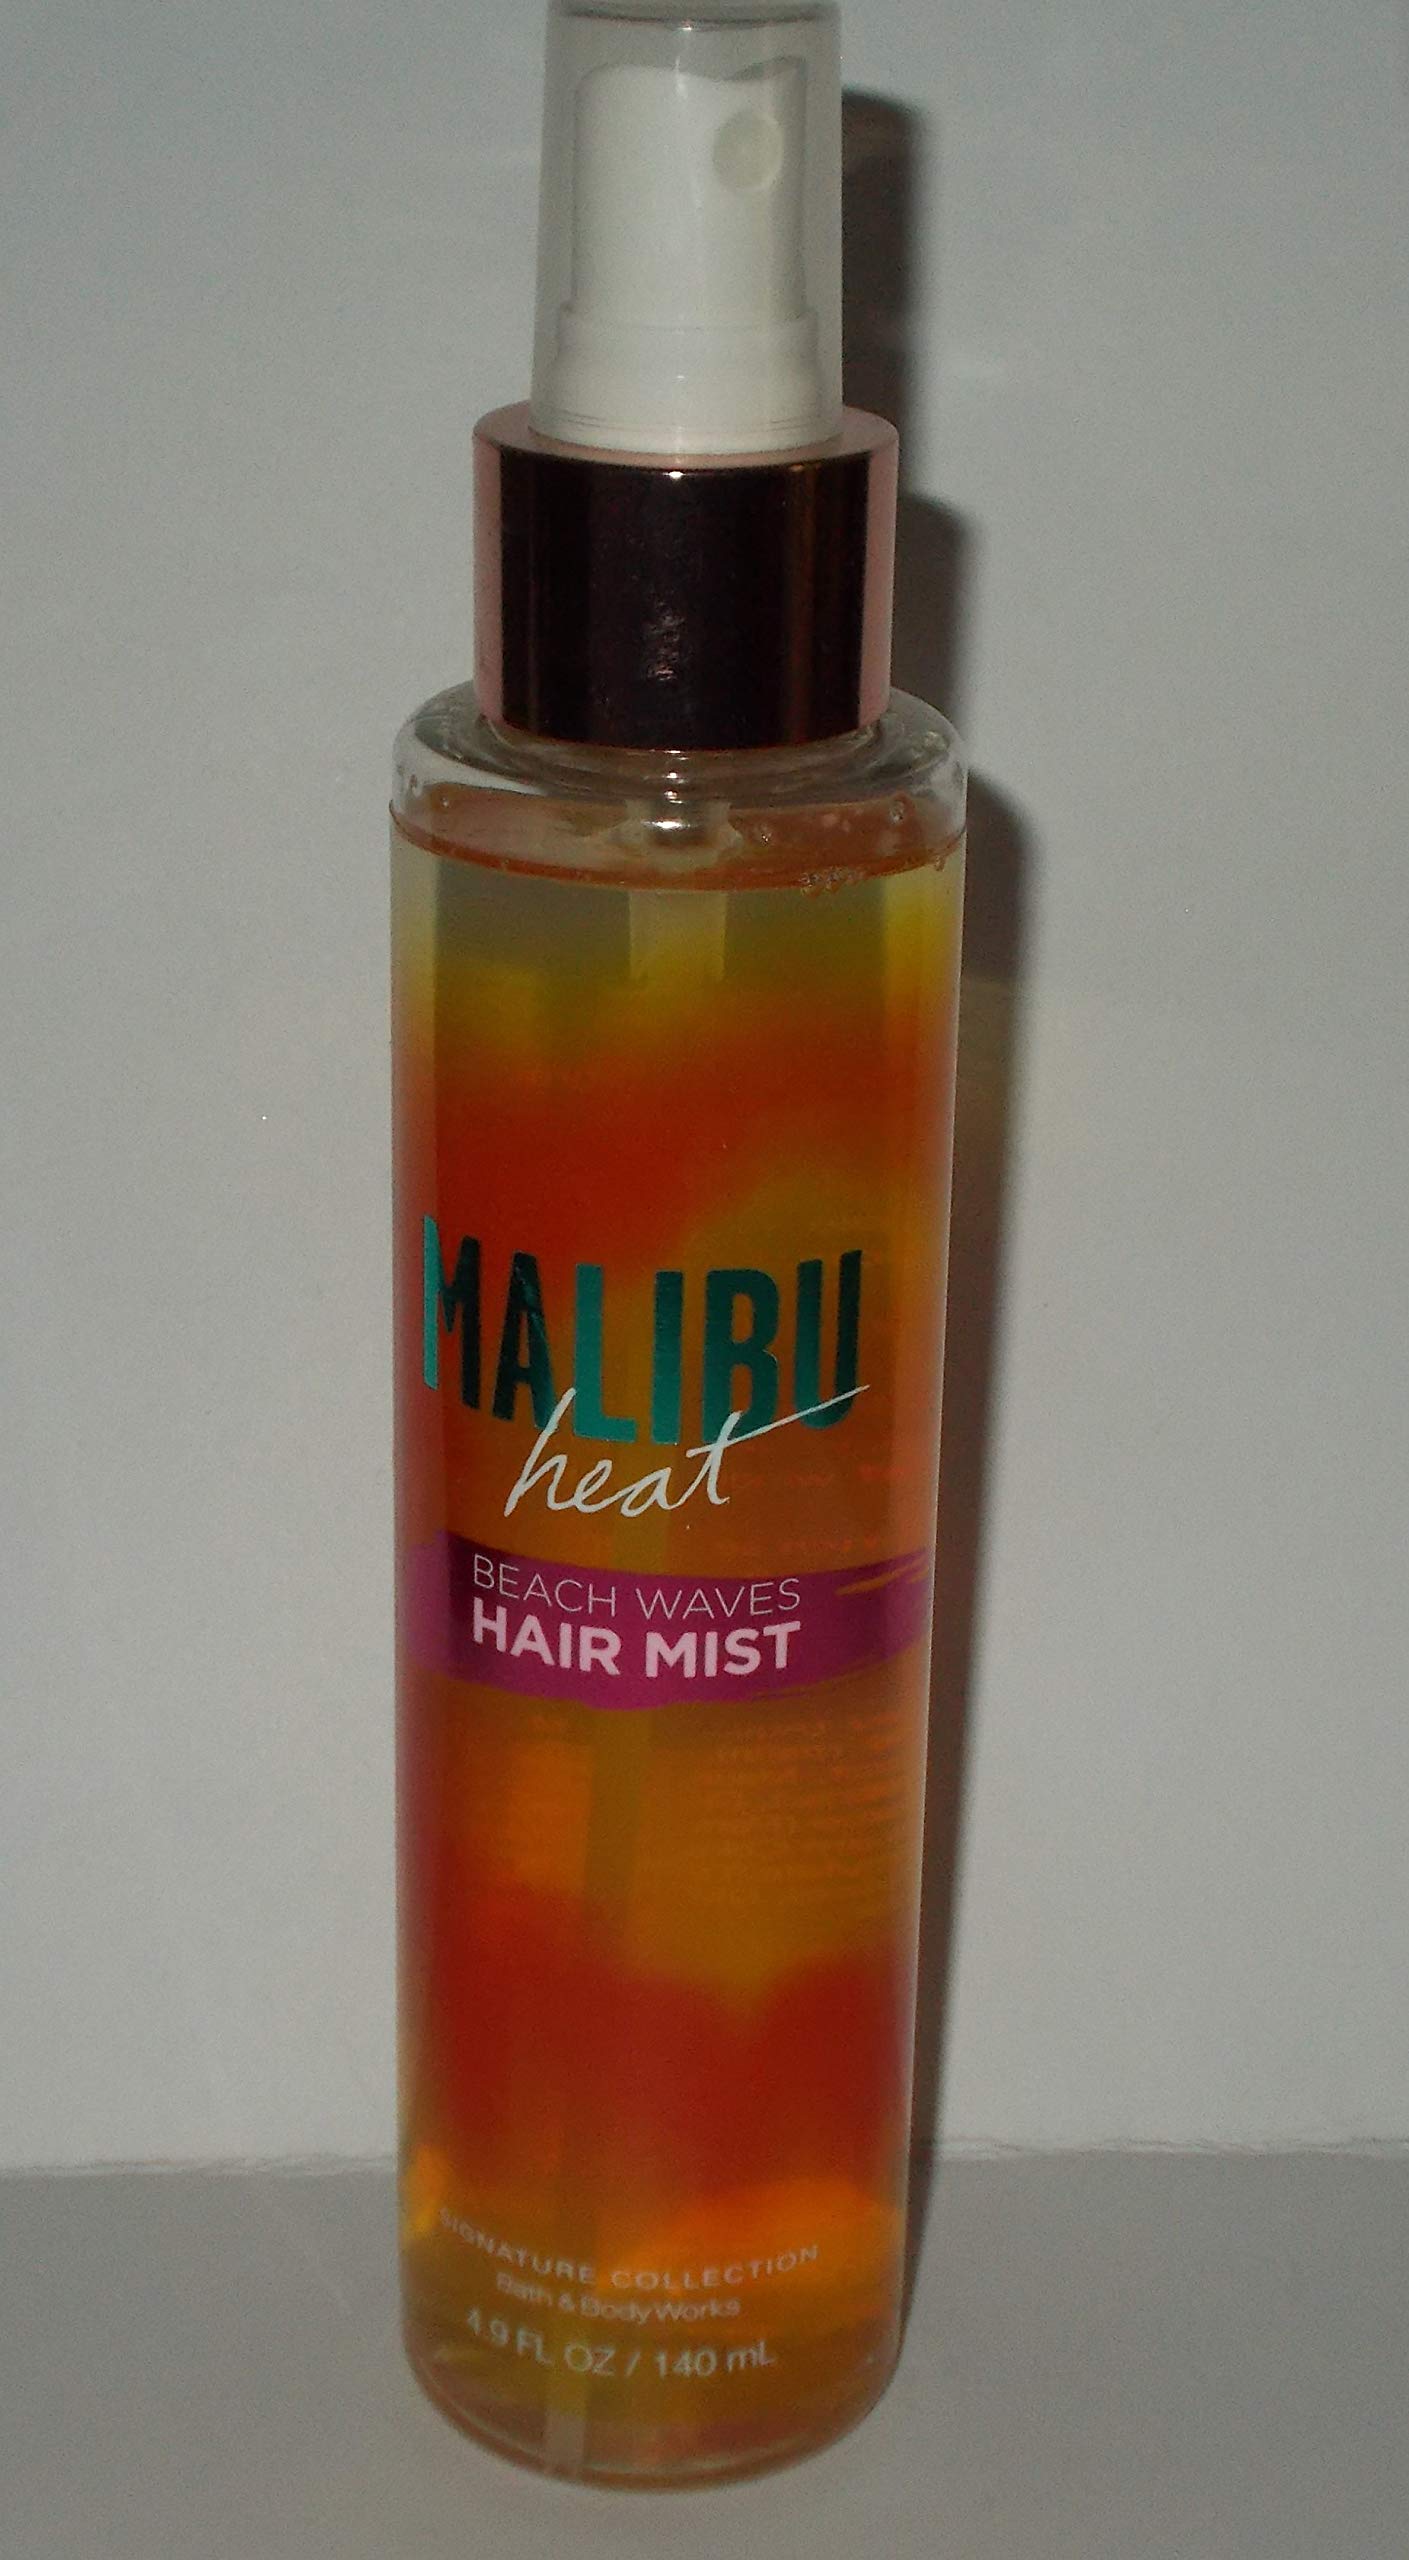 MALIBU
heat
BEACH WAVES
HAIR MIST
SIGNATURE COLLECTION
Bath & Body Works
4.9 FL OZ / 140 mL